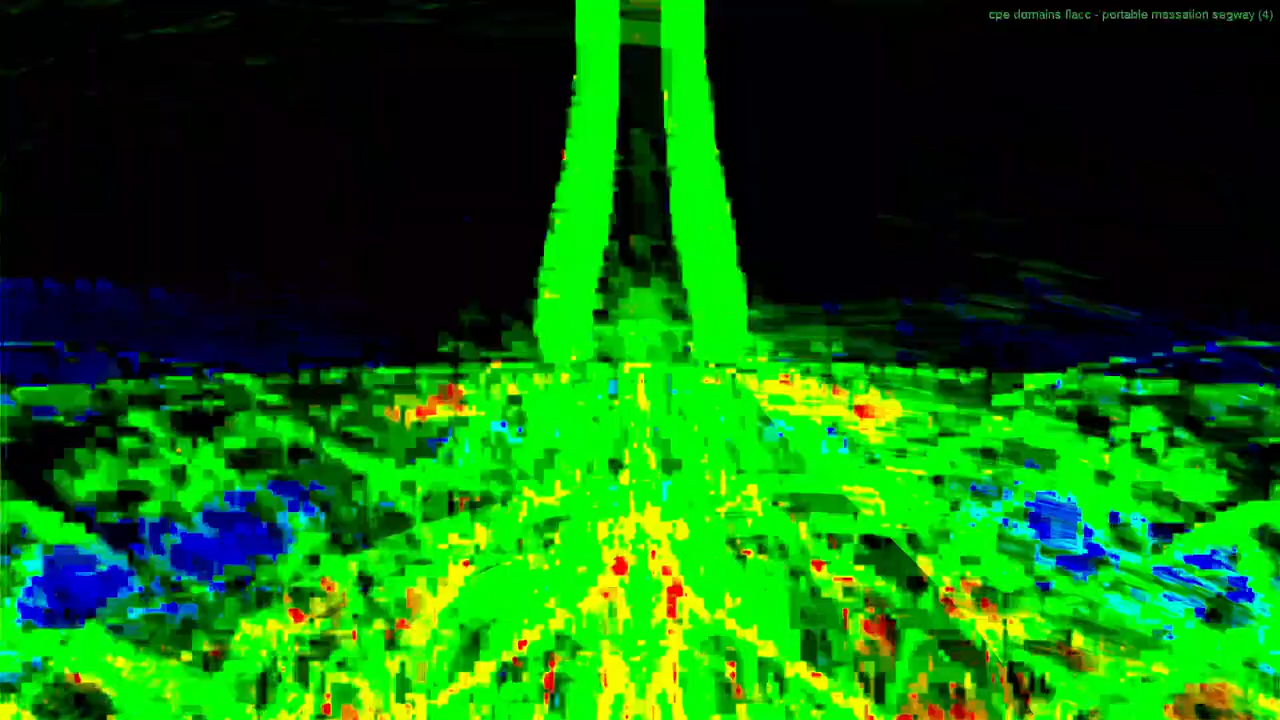 cpe domains flacc - portable massation segway (4)